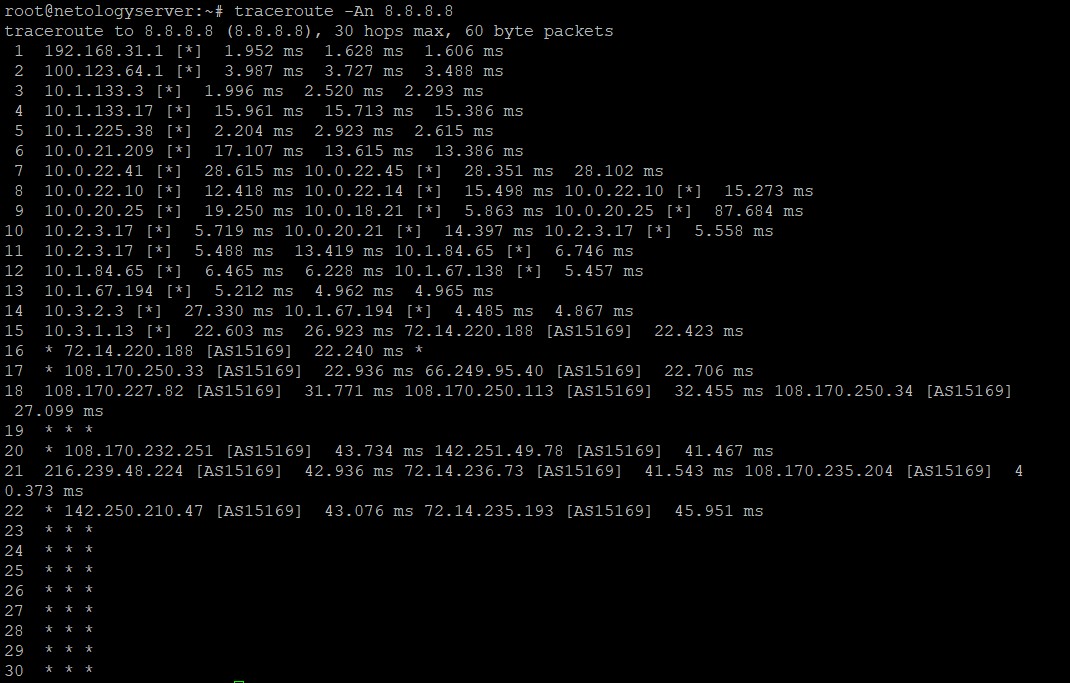 root@netologyserver:~# traceroute -An 8.8.8.8
traceroute to 8.8.8.8 (8.8.8.8), 30 hops max, 60 byte packets
 1  192.168.31.1 [*]  1.952 ms  1.628 ms  1.606 ms
 2  100.123.64.1 [*]  3.987 ms  3.727 ms  3.488 ms
 3  10.1.133.3 [*]  1.996 ms  2.520 ms  2.293 ms
 4  10.1.133.17 [*]  15.961 ms  15.713 ms  15.386 ms
 5  10.1.225.38 [*]  2.204 ms  2.923 ms  2.615 ms
 6  10.0.21.209 [*]  17.107 ms  13.615 ms  13.386 ms
 7  10.0.22.41 [*]  28.615 ms 10.0.22.45 [*]  28.351 ms  28.102 ms
 8  10.0.22.10 [*]  12.418 ms 10.0.22.14 [*]  15.498 ms 10.0.22.10 [*]  15.273 ms
 9  10.0.20.25 [*]  19.250 ms 10.0.18.21 [*]  5.863 ms 10.0.20.25 [*]  87.684 ms
10  10.2.3.17 [*]  5.719 ms 10.0.20.21 [*]  14.397 ms 10.2.3.17 [*]  5.558 ms
11  10.2.3.17 [*]  5.488 ms  13.419 ms 10.1.84.65 [*]  6.746 ms
12  10.1.84.65 [*]  6.465 ms  6.228 ms 10.1.67.138 [*]  5.457 ms
13  10.1.67.194 [*]  5.212 ms  4.962 ms  4.965 ms
14  10.3.2.3 [*]  27.330 ms 10.1.67.194 [*]  4.485 ms  4.867 ms
15  10.3.1.13 [*]  22.603 ms  26.923 ms 72.14.220.188 [AS15169]  22.423 ms
16  * 72.14.220.188 [AS15169]  22.240 ms *
17  * 108.170.250.33 [AS15169]  22.936 ms 66.249.95.40 [AS15169]  22.706 ms
18  108.170.227.82 [AS15169]  31.771 ms 108.170.250.113 [AS15169]  32.455 ms 108.170.250.34 [AS15169]
 27.099 ms
19  * * *
20  * 108.170.232.251 [AS15169]  43.734 ms 142.251.49.78 [AS15169]  41.467 ms
21  216.239.48.224 [AS15169]  42.936 ms 72.14.236.73 [AS15169]  41.543 ms 108.170.235.204 [AS15169]  4
0.373 ms
22  * 142.250.210.47 [AS15169]  43.076 ms 72.14.235.193 [AS15169]  45.951 ms
23  * * *
24  * * *
25  * * *
26  * * *
27  * * *
28  * * *
29  * * *
30  * * *